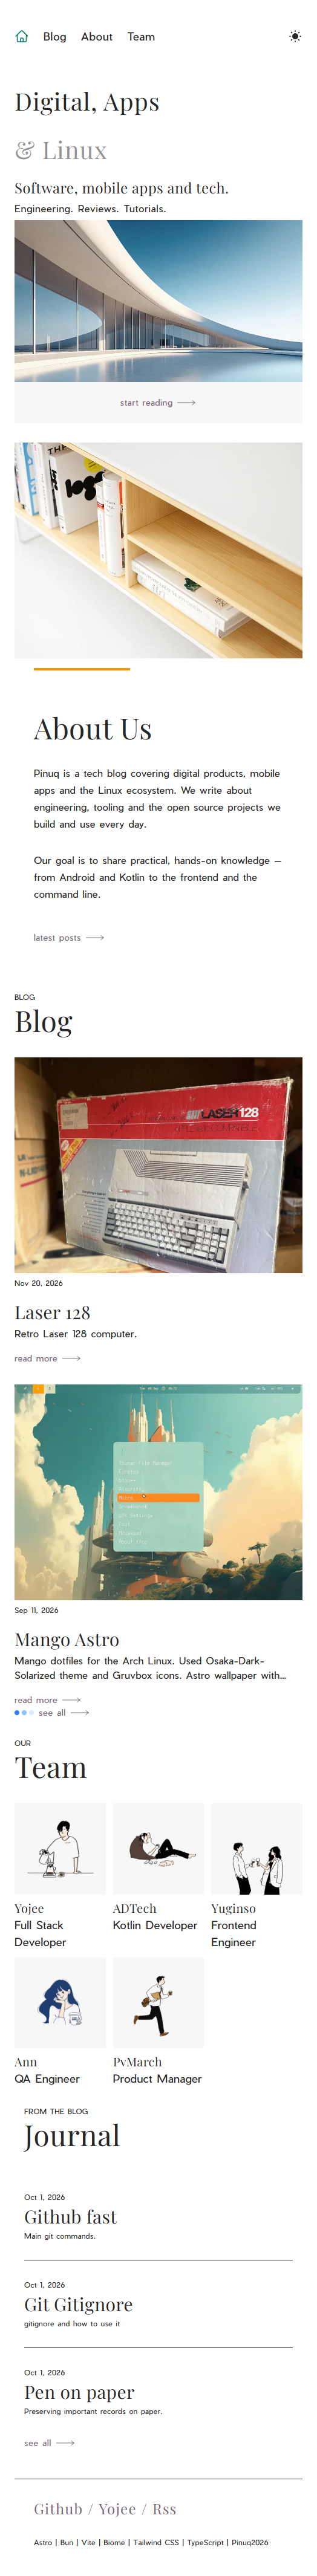 Blog About Team
Digital, Apps
& Linux
Software, mobile apps and tech.
Engineering. Reviews. Tutorials.
start reading
About Us
Pinuq is a tech blog covering digital products, mobile
apps and the Linux ecosystem. We write about
engineering, tooling and the open source projects we
build and use every day.
Our goal is to share practical, hands-on knowledge –
from Android and Kotlin to the frontend and the
command line.
latest posts
BLOG
Blog
LASER 128
Nov 20, 2026
Laser 128
Retro Laser 128 computer.
read more
Sep 11, 2026
Mango Astro
Mango dotfiles for the Arch Linux. Used Osaka-Dark-
Solarized theme and Gruvbox icons. Astro wallpaper with...
read more
see all
OUR
Team
Yojee
Full Stack
Developer
ADTech
Kotlin Developer
Yuginso
Frontend
Engineer
Ann
QA Engineer
PvMarch
Product Manager
FROM THE BLOG
Journal
Oct 1, 2026
Github fast
Main git commands.
Oct 1, 2026
Git Gitignore
gitignore and how to use it
Oct 1, 2026
Pen on paper
Preserving important records on paper.
see all
Github / Yojee / Rss
Astro | Bun | Vite | Biome | Tailwind CSS | TypeScript | Pinuq2026